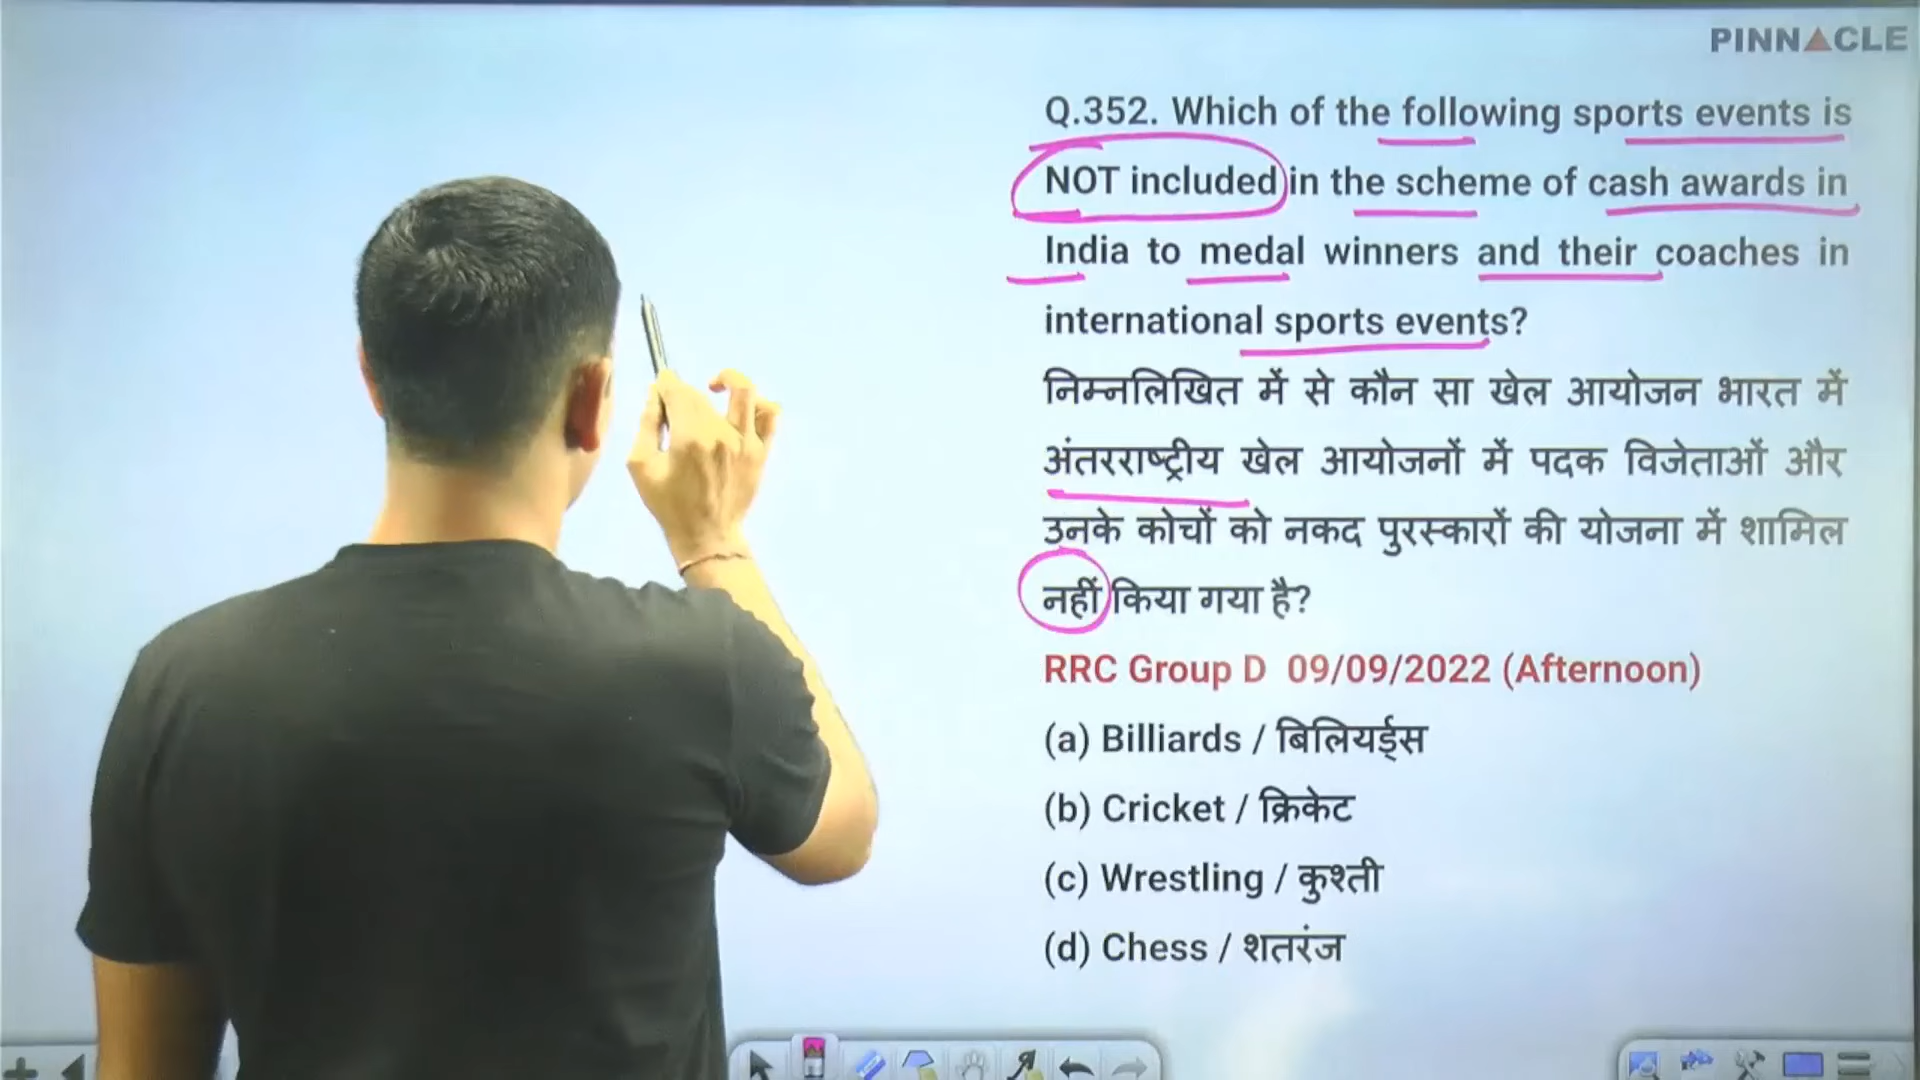 PINNACLE
Q.352. Which of the following sports events is
NOT included in the scheme of cash awards in
India to medal winners and their coaches in
international sports events?
निम्नलिखित में से कौन सा खेल आयोजन भारत में
अंतरराष्ट्रीय खेल आयोजनों में पदक विजेताओं और
उनके कोचों को नकद पुरस्कारों की योजना में शामिल
नहीं किया गया है?
RRC Group D 09/09/2022 (Afternoon)
(a) Billiards / बिलियर्ड्स
(b) Cricket / क्रिकेट
(c) Wrestling / कुश्ती
(d) Chess / शतरंज